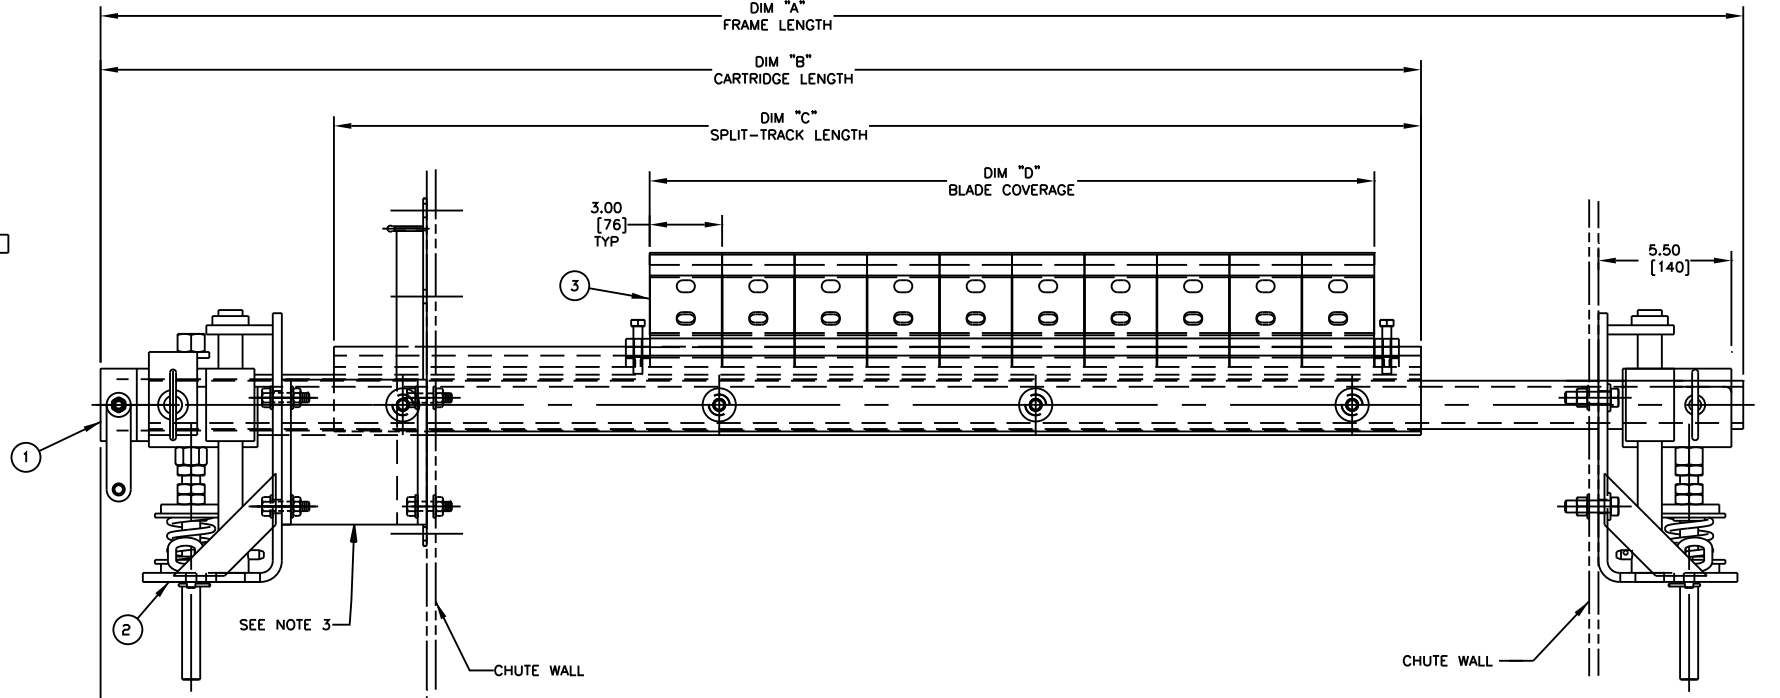 DIM "A"
FRAME LENGTH
DIM "B"
CARTRIDGE LENGTH
DIM "C"
SPLIT-TRACK LENGTH
DIM "D"
BLADE COVERAGE
3.00
[76]
TYP
5.50
[140]
3
1
2
SEE NOTE 3
CHUTE WALL
CHUTE WALL